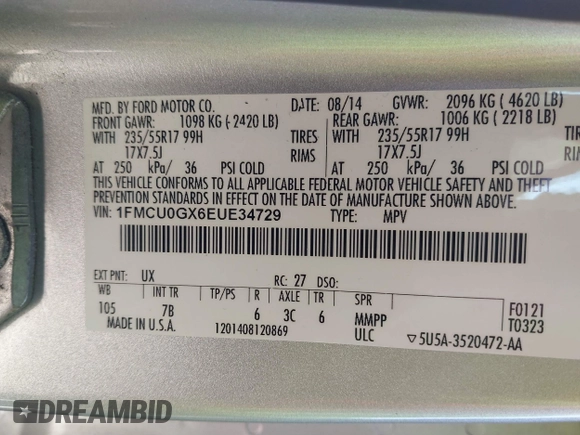 MFD. BY FORD MOTOR CO. DATE: 08/14 GVWR: 2096 KG ( 4620 LB)
FRONT GAWR: 1098 KG ( 2420 LB) REAR GAWR: 1006 KG ( 2218 LB)
WITH 235/55R17 99H TIRES WITH 235/55R17 99H
17X7.5J RIMS 17X7.5J
AT 250 kPa/ 36 PSI COLD AT 250 kPa/ 36 PSI COLD
THIS VEHICLE CONFORMS TO ALL APPLICABLE FEDERAL MOTOR VEHICLE SAFETY AND THEFT
PREVENTION STANDARDS IN EFFECT ON THE DATE OF MANUFACTURE SHOWN ABOVE.
VIN: 1FMCU0GX6EUE34729 TYPE: MPV
EXT PNT: UX RC: 27 DSO:
WB INT TR TP/PS R AXLE TR SPR F0121
105 7B 6 3C 6 MMPP T0323
MADE IN U.S.A. 1201408120869 ULC ▽5U5A-3520472-AA
DREAMBID